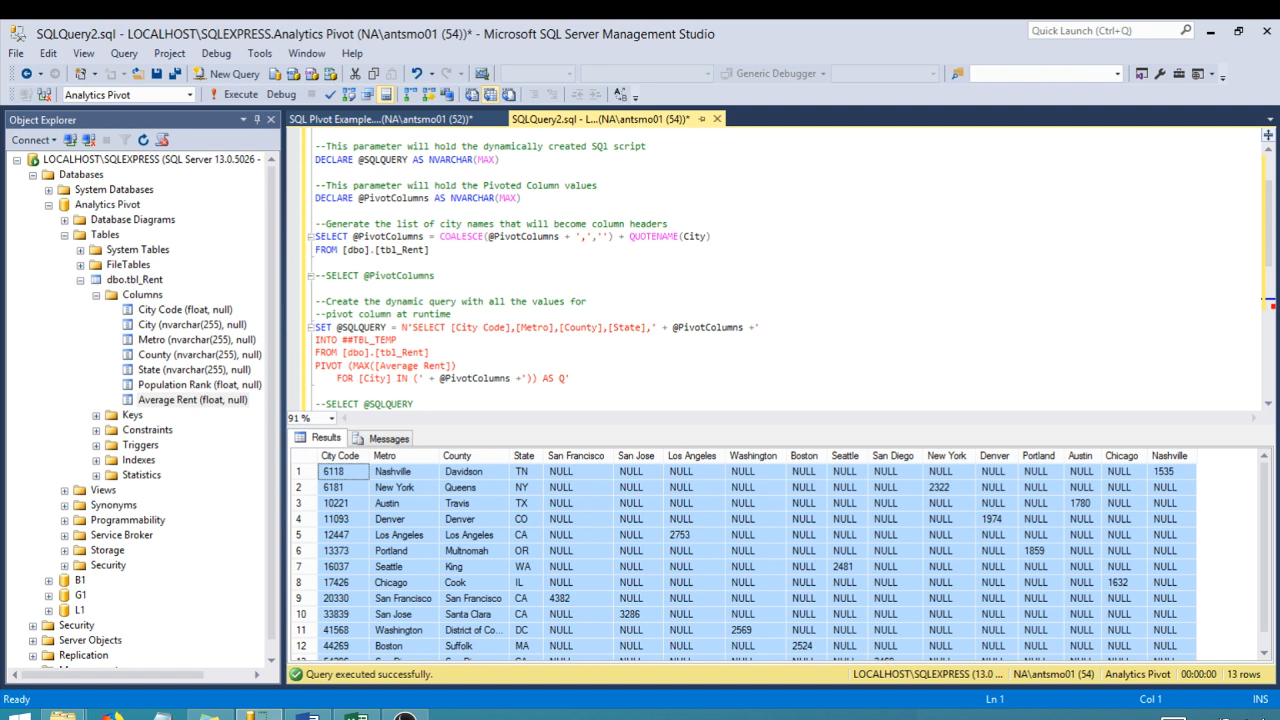 SQLQuery2.sql - LOCALHOST\SQLEXPRESS.Analytics Pivot (NA\antsmo01 (54))* - Microsoft SQL Server Management Studio
Quick Launch (Ctrl+Q)
File Edit View Query Project Debug Tools Window Help
New Query
Generic Debugger
Analytics Pivot
Execute Debug
Object Explorer
SQL Pivot Example....(NA\antsmo01 (52))*
SQLQuery2.sql - L...(NA\antsmo01 (54))*
Connect
LOCALHOST\SQLEXPRESS (SQL Server 13.0.5026 -
Databases
System Databases
Analytics Pivot
Database Diagrams
Tables
System Tables
FileTables
dbo.tbl_Rent
Columns
City Code (float, null)
City (nvarchar(255), null)
Metro (nvarchar(255), null)
County (nvarchar(255), null)
State (nvarchar(255), null)
Population Rank (float, null)
Average Rent (float, null)
Keys
Constraints
Triggers
Indexes
Statistics
Views
Synonyms
Programmability
Service Broker
Storage
Security
B1
G1
L1
Security
Server Objects
Replication
--This parameter will hold the dynamically created SQl script
DECLARE @SQLQUERY AS NVARCHAR(MAX)
--This parameter will hold the Pivoted Column values
DECLARE @PivotColumns AS NVARCHAR(MAX)
--Generate the list of city names that will become column headers
SELECT @PivotColumns = COALESCE(@PivotColumns + ',','') + QUOTENAME(City)
FROM [dbo].[tbl_Rent]
--SELECT @PivotColumns
--Create the dynamic query with all the values for
--pivot column at runtime
SET @SQLQUERY = N'SELECT [City Code],[Metro],[County],[State],' + @PivotColumns +'
INTO ##TBL_TEMP
FROM [dbo].[tbl_Rent]
PIVOT (MAX([Average Rent])
FOR [City] IN (' + @PivotColumns +')) AS Q'
--SELECT @SQLQUERY
91 %
Results Messages
City Code Metro County State San Francisco San Jose Los Angeles Washington Boston Seattle San Diego New York Denver Portland Austin Chicago Nashville
1 6118 Nashville Davidson TN NULL NULL NULL NULL NULL NULL NULL NULL NULL NULL NULL NULL 1535
2 6181 New York Queens NY NULL NULL NULL NULL NULL NULL NULL 2322 NULL NULL NULL NULL NULL
3 10221 Austin Travis TX NULL NULL NULL NULL NULL NULL NULL NULL NULL NULL 1780 NULL NULL
4 11093 Denver Denver CO NULL NULL NULL NULL NULL NULL NULL NULL 1974 NULL NULL NULL NULL
5 12447 Los Angeles Los Angeles CA NULL NULL 2753 NULL NULL NULL NULL NULL NULL NULL NULL NULL NULL
6 13373 Portland Multnomah OR NULL NULL NULL NULL NULL NULL NULL NULL NULL 1859 NULL NULL NULL
7 16037 Seattle King WA NULL NULL NULL NULL NULL 2481 NULL NULL NULL NULL NULL NULL NULL
8 17426 Chicago Cook IL NULL NULL NULL NULL NULL NULL NULL NULL NULL NULL NULL 1632 NULL
9 20330 San Francisco San Francisco CA 4382 NULL NULL NULL NULL NULL NULL NULL NULL NULL NULL NULL NULL
10 33839 San Jose Santa Clara CA NULL 3286 NULL NULL NULL NULL NULL NULL NULL NULL NULL NULL NULL
11 41568 Washington District of Co... DC NULL NULL NULL 2569 NULL NULL NULL NULL NULL NULL NULL NULL NULL
12 44269 Boston Suffolk MA NULL NULL NULL NULL 2524 NULL NULL NULL NULL NULL NULL NULL NULL
Query executed successfully.
LOCALHOST\SQLEXPRESS (13.0 ... NA\antsmo01 (54) Analytics Pivot 00:00:00 13 rows
Ready Ln 1 Col 1 INS